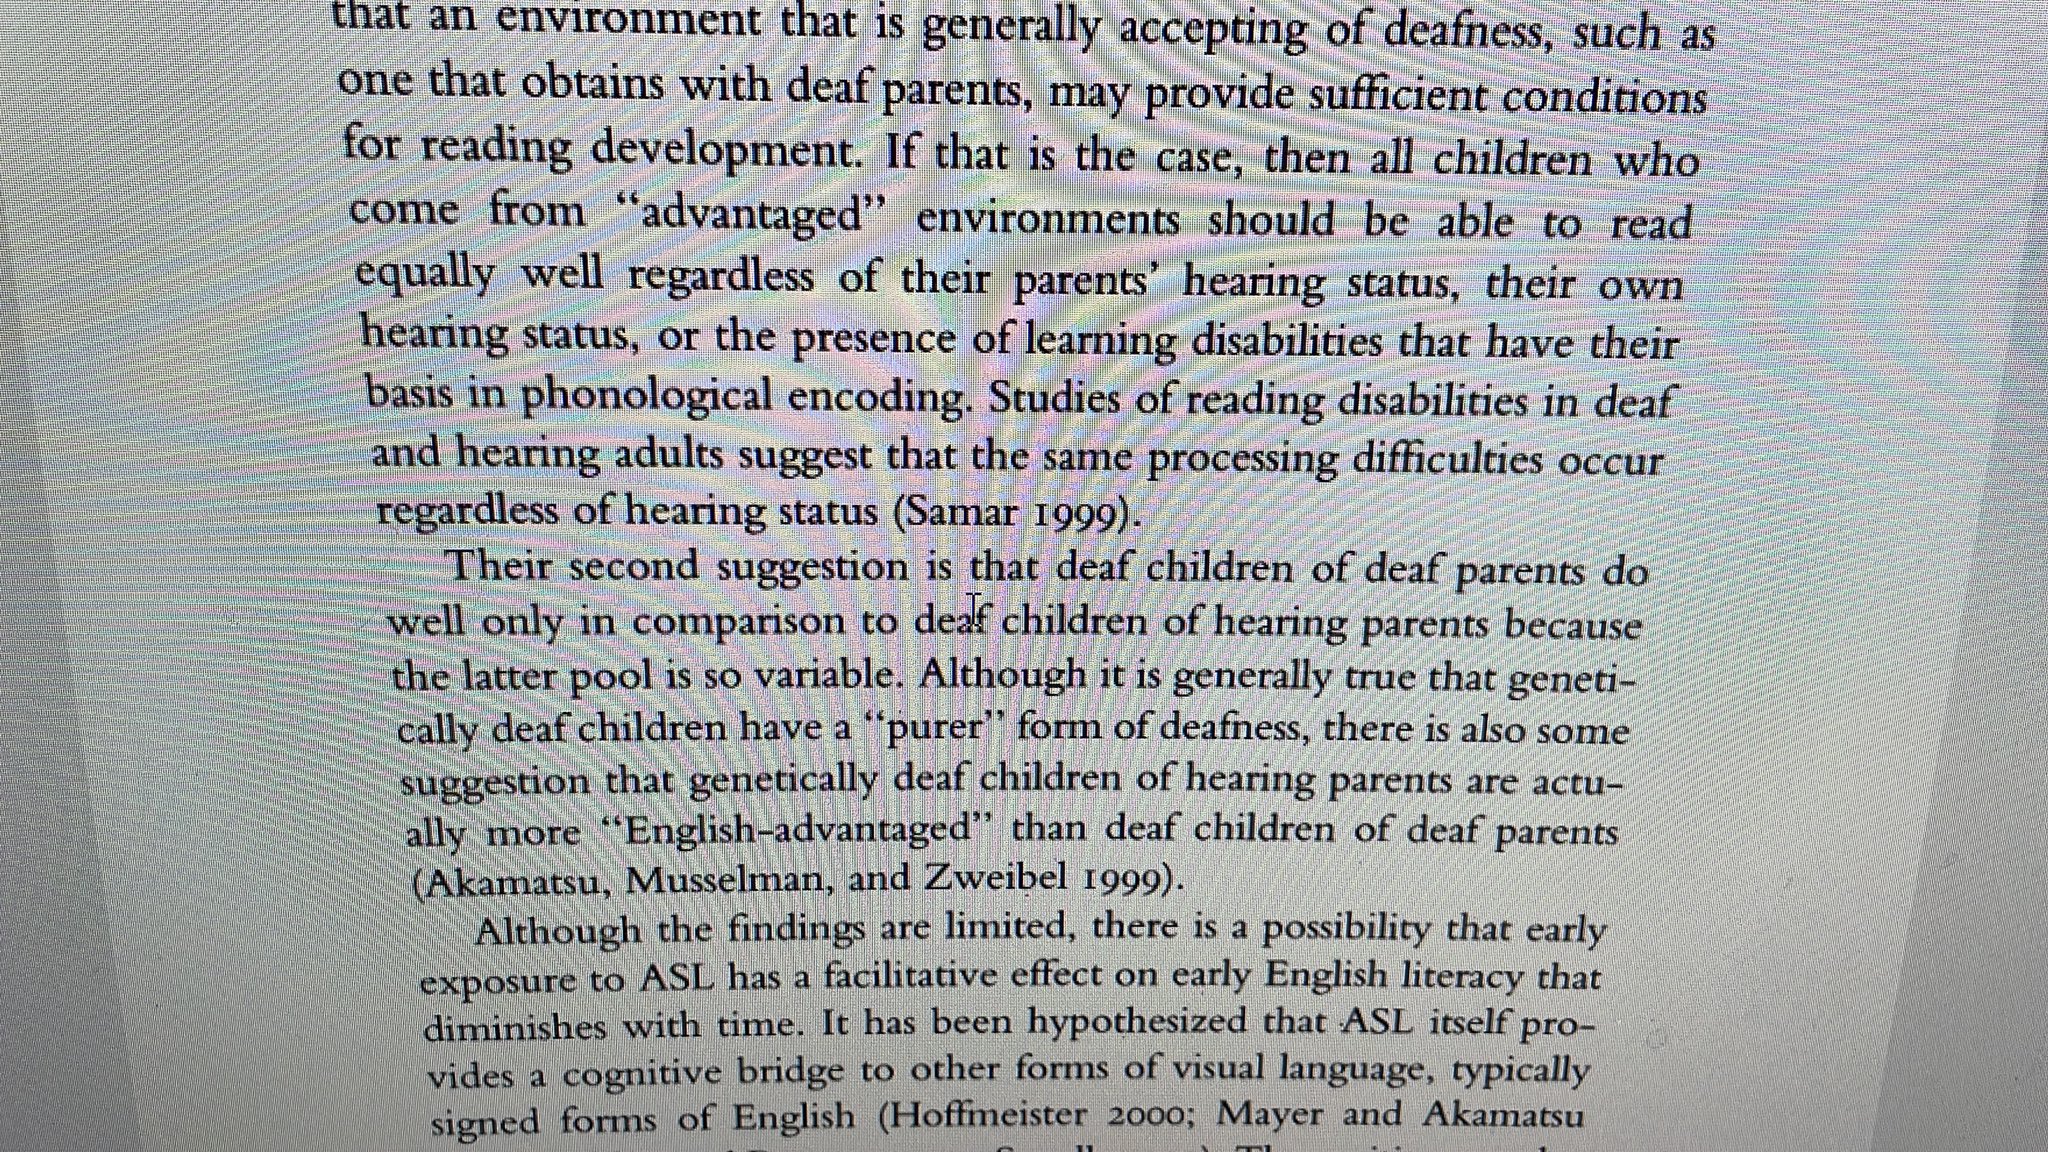 that an environment that is generally accepting of deafness, such as
one that obtains with deaf parents, may provide sufficient conditions
for reading development. If that is the case, then all children who
come from “advantaged” environments should be able to read
equally well regardless of their parents’ hearing status, their own
hearing status, or the presence of learning disabilities that have their
basis in phonological encoding. Studies of reading disabilities in deaf
and hearing adults suggest that the same processing difficulties occur
regardless of hearing status (Samar 1999).
Their second suggestion is that deaf children of deaf parents do
well only in comparison to deaf children of hearing parents because
the latter pool is so variable. Although it is generally true that geneti-
cally deaf children have a “purer” form of deafness, there is also some
suggestion that genetically deaf children of hearing parents are actu-
ally more “English-advantaged” than deaf children of deaf parents
(Akamatsu, Musselman, and Zweibel 1999).
Although the findings are limited, there is a possibility that early
exposure to ASL has a facilitative effect on early English literacy that
diminishes with time. It has been hypothesized that ASL itself pro-
vides a cognitive bridge to other forms of visual language, typically
signed forms of English (Hoffmeister 2000; Mayer and Akamatsu